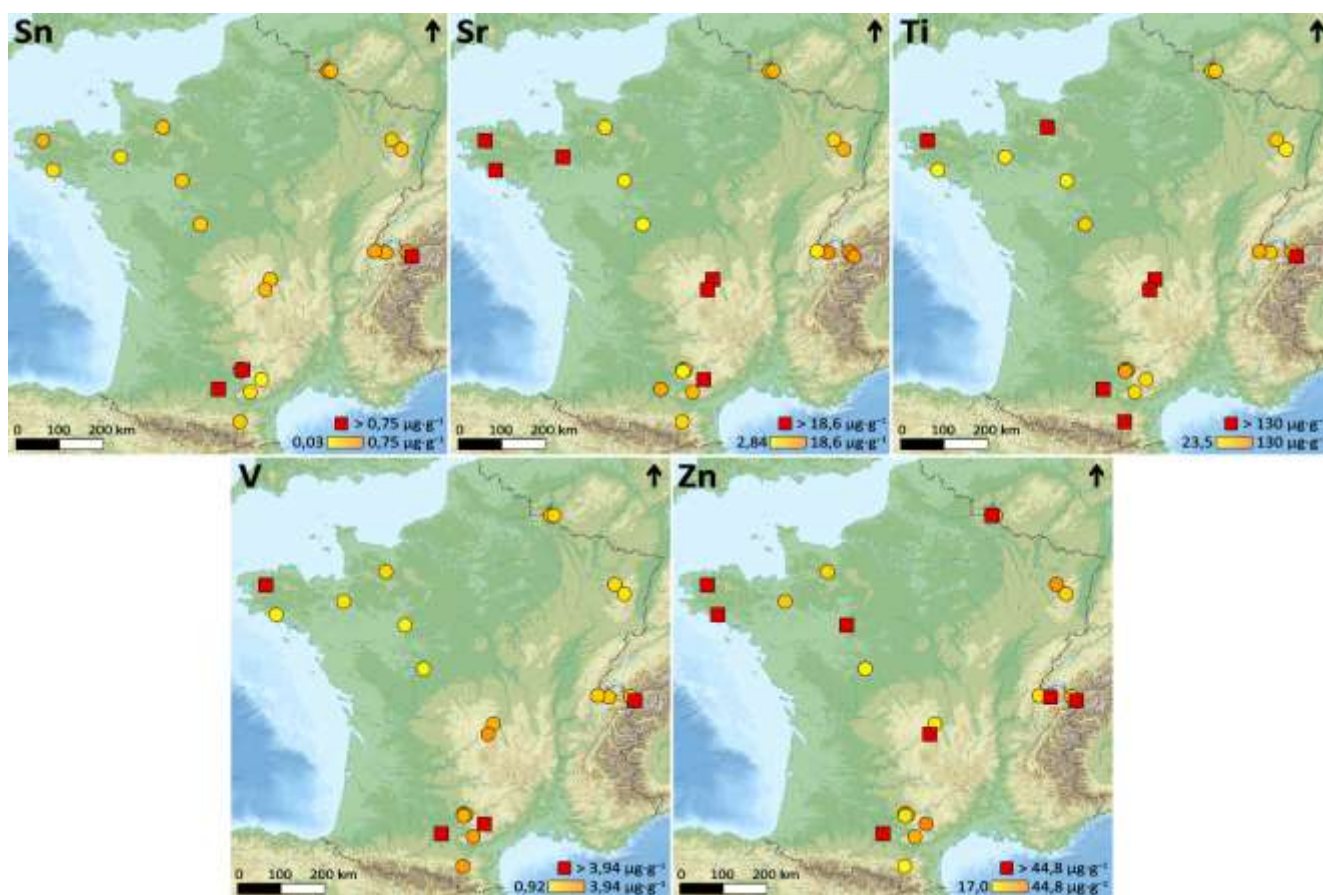 Sn
> 0,75 µg·g⁻¹
0 100 200 km
0,03 0,75 µg·g⁻¹
Sr
> 18,6 µg·g⁻¹
0 100 200 km
2,84 18,6 µg·g⁻¹
Ti
> 130 µg·g⁻¹
0 100 200 km
23,5 130 µg·g⁻¹
V
> 3,94 µg·g⁻¹
0 100 200 km
0,92 3,94 µg·g⁻¹
Zn
> 44,8 µg·g⁻¹
0 100 200 km
17,0 44,8 µg·g⁻¹